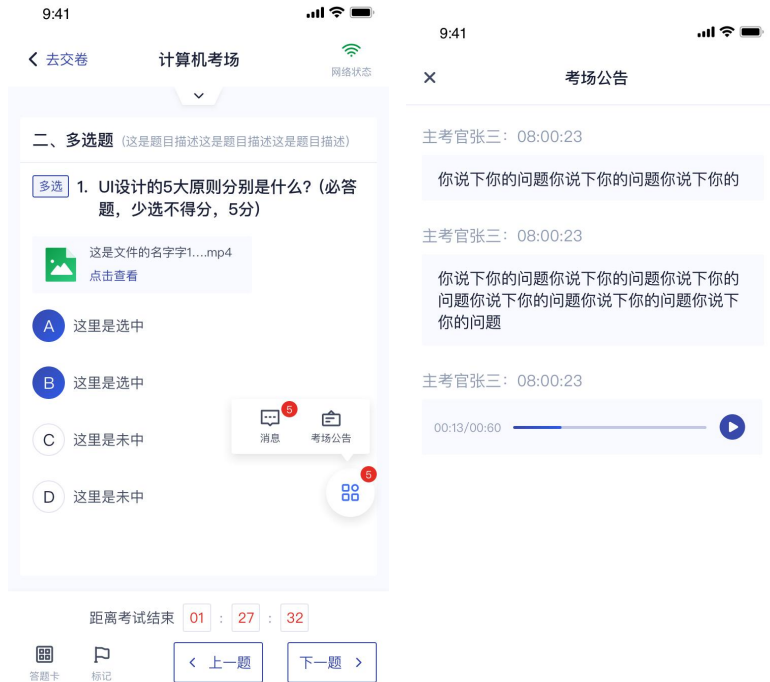 9:41
去交卷
计算机考场
网络状态
二、多选题（这是题目描述这是题目描述这是题目描述）
多选 1. UI设计的5大原则分别是什么？（必答
题，少选不得分，5分）
这是文件的名字字1....mp4
点击查看
A 这里是选中
B 这里是选中
C 这里是未中
D 这里是未中
5
消息
考场公告
5
距离考试结束 01 : 27 : 32
答题卡
标记
上一题
下一题
9:41
考场公告
主考官张三：08:00:23
你说下你的问题你说下你的问题你说下你的
主考官张三：08:00:23
你说下你的问题你说下你的问题你说下你的
问题你说下你的问题你说下你的问题你说下
你的问题
主考官张三：08:00:23
00:13/00:60